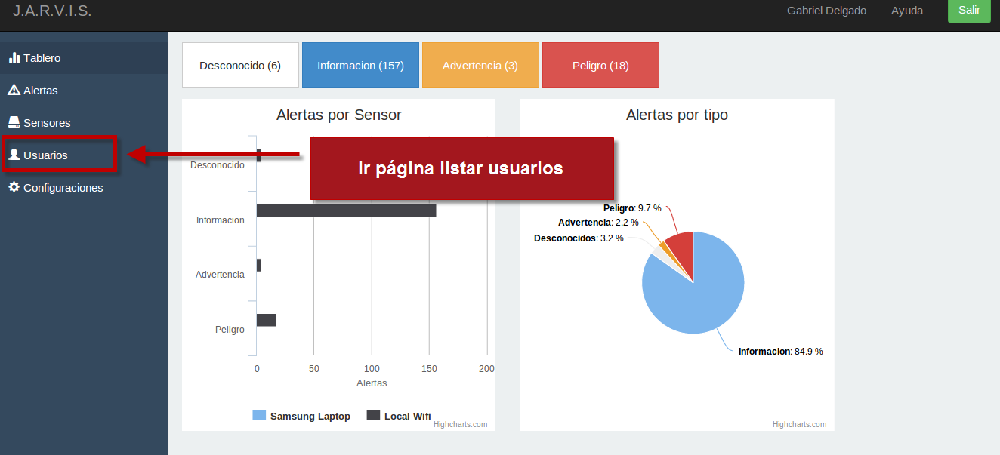 J.A.R.V.I.S.
Gabriel Delgado
Ayuda
Salir
Tablero
Alertas
Sensores
Usuarios
Configuraciones
Desconocido (6)
Informacion (157)
Advertencia (3)
Peligro (18)
Alertas por Sensor
Ir página listar usuarios
Desconocido
Informacion
Advertencia
Peligro
0 50 100 150 200
Alertas
Samsung Laptop
Local Wifi
Highcharts.com
Alertas por tipo
Peligro: 9.7 %
Advertencia: 2.2 %
Desconocidos: 3.2 %
Informacion: 84.9 %
Highcharts.com